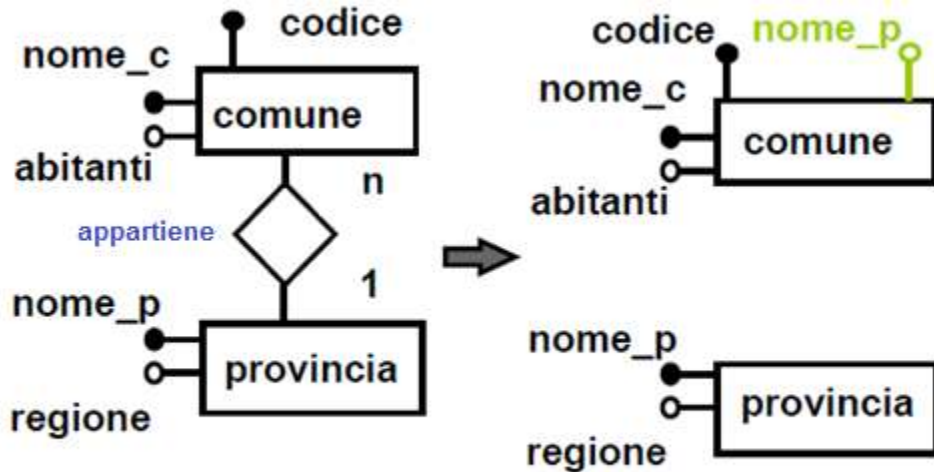 codice
nome_c
comune
abitanti
n
appartiene
1
nome_p
provincia
regione
codice
nome_p
nome_c
comune
abitanti
nome_p
provincia
regione